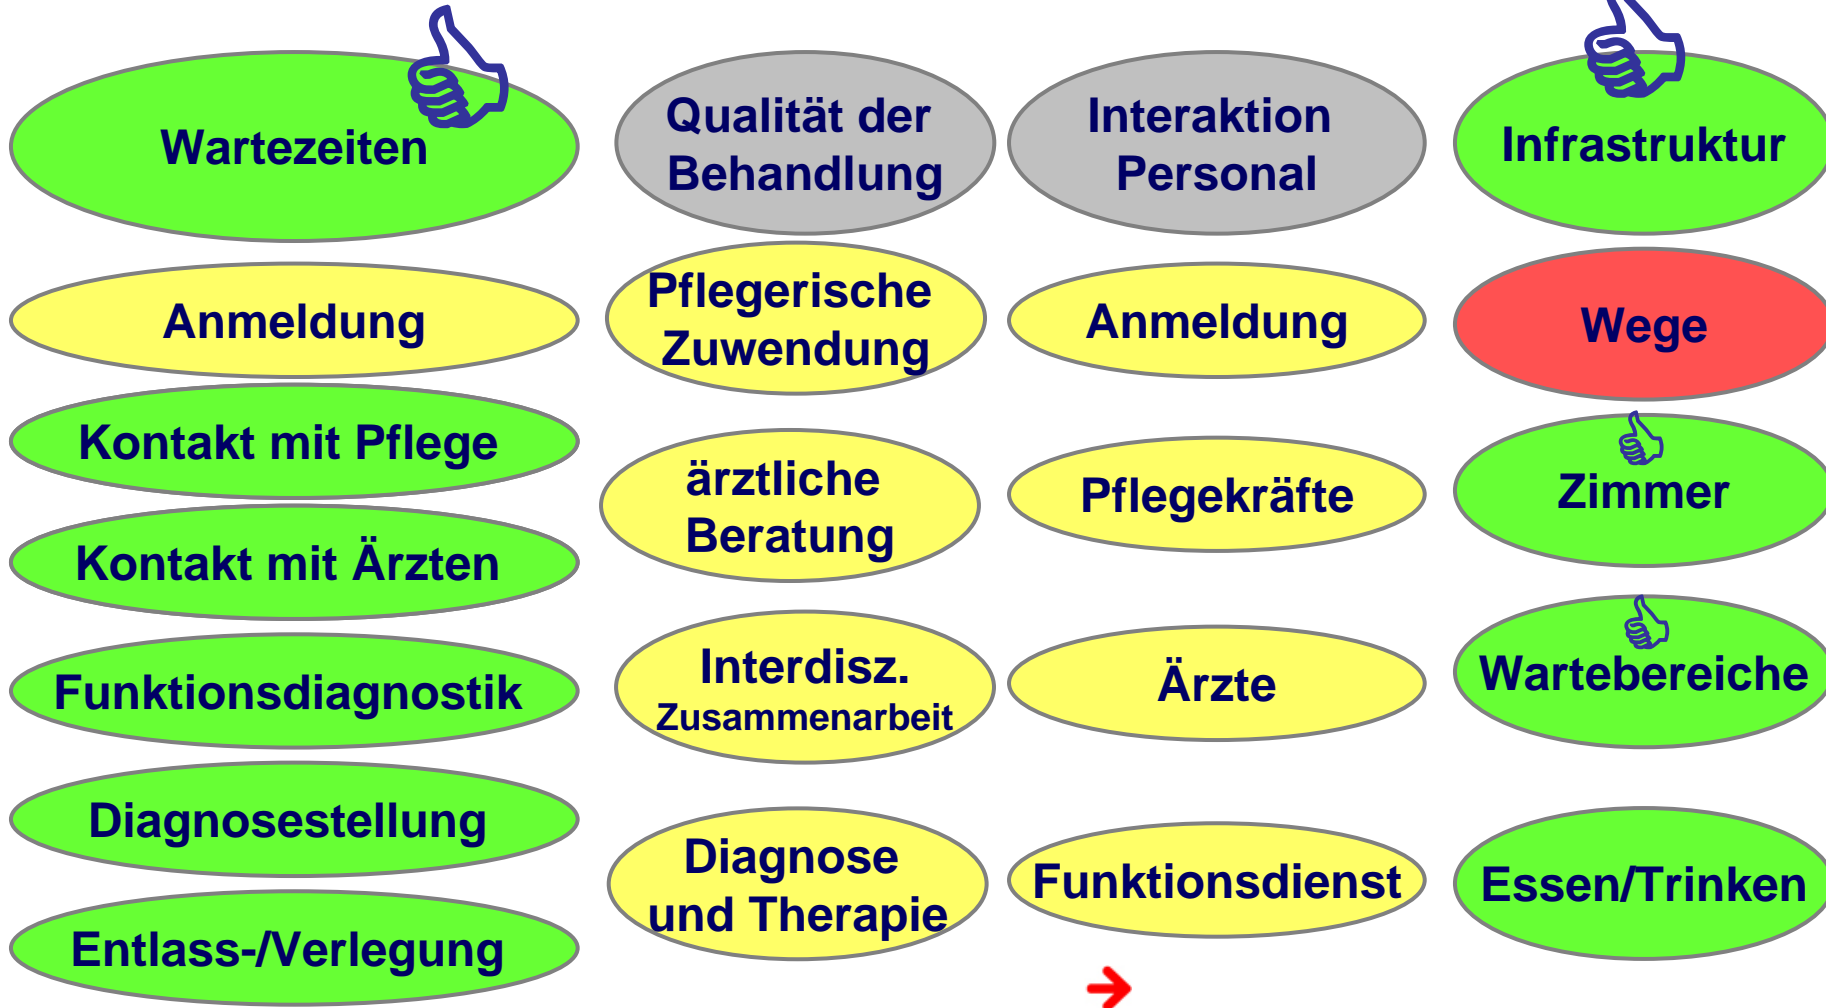 Wartezeiten
Anmeldung
Kontakt mit Pflege
Kontakt mit Ärzten
Funktionsdiagnostik
Diagnosestellung
Entlass-/Verlegung
Qualität der
Behandlung
Pflegerische
Zuwendung
ärztliche
Beratung
Interdisz.
Zusammenarbeit
Diagnose
und Therapie
Interaktion
Personal
Anmeldung
Pflegekräfte
Ärzte
Funktionsdienst
Infrastruktur
Wege
Zimmer
Wartebereiche
Essen/Trinken